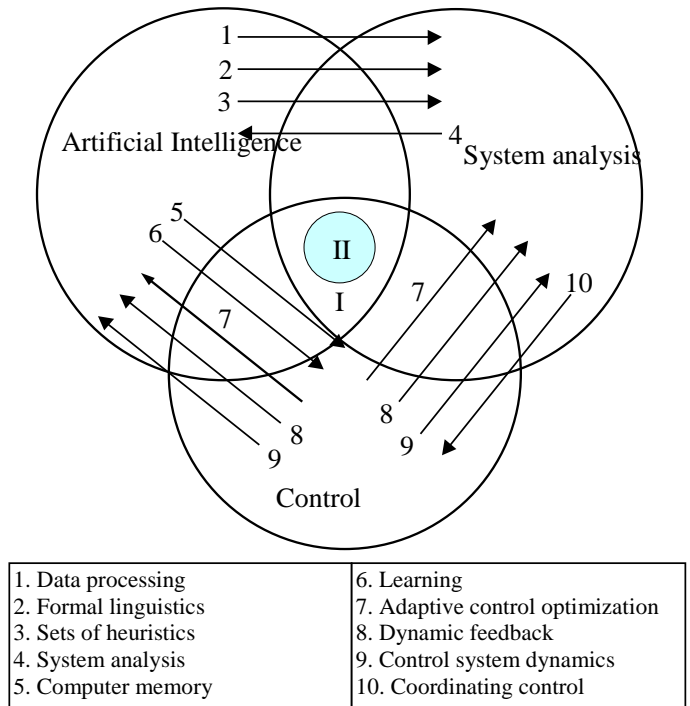 1
2
3
Artificial Intelligence
4
System analysis
5
6
II
10
7
I
7
8
8
9
9
Control
1. Data processing
2. Formal linguistics
3. Sets of heuristics
4. System analysis
5. Computer memory
6. Learning
7. Adaptive control optimization
8. Dynamic feedback
9. Control system dynamics
10. Coordinating control